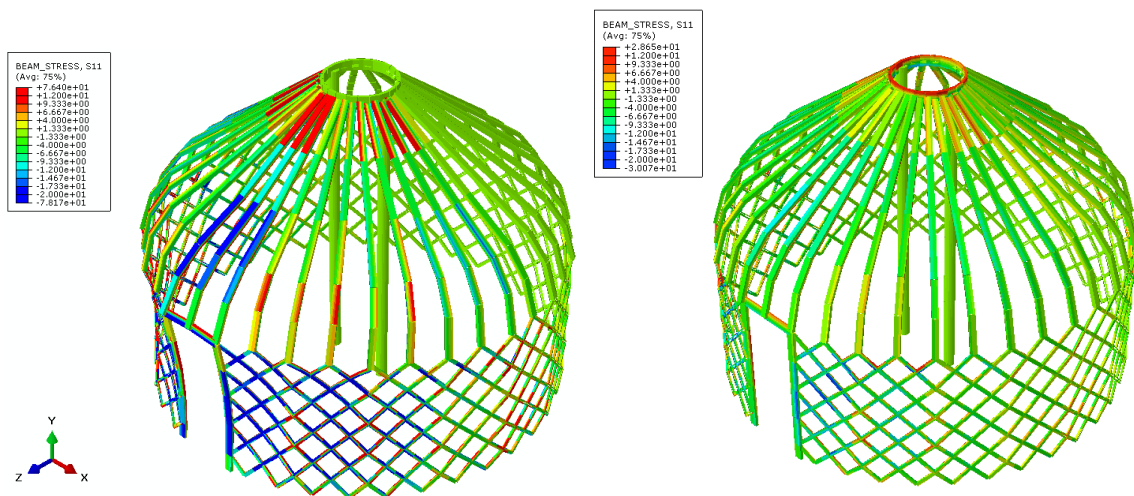 BEAM_STRESS, S11
(Avg: 75%)
+7.640e+01
+1.200e+01
+9.333e+00
+6.667e+00
+4.000e+00
+1.333e+00
-1.333e+00
-4.000e+00
-6.667e+00
-9.333e+00
-1.200e+01
-1.467e+01
-1.733e+01
-2.000e+01
-7.817e+01
Y
Z
X
BEAM_STRESS, S11
(Avg: 75%)
+2.865e+01
+1.200e+01
+9.333e+00
+6.667e+00
+4.000e+00
+1.333e+00
-1.333e+00
-4.000e+00
-6.667e+00
-9.333e+00
-1.200e+01
-1.467e+01
-1.733e+01
-2.000e+01
-3.007e+01